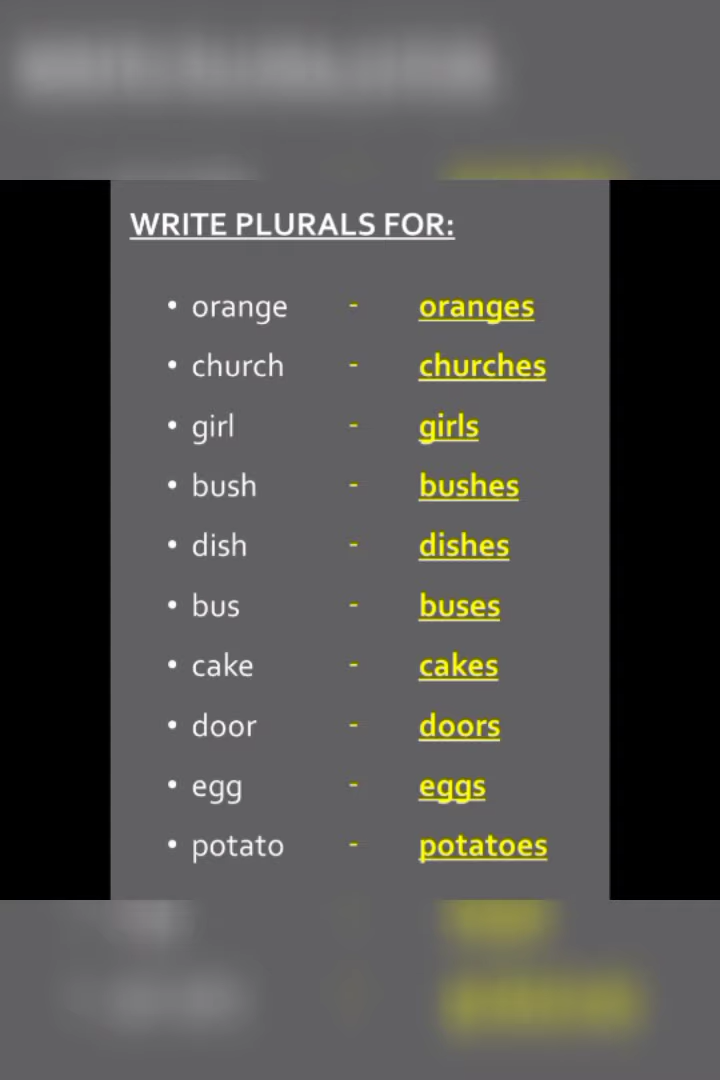 WRITE PLURALS FOR:
• orange - oranges
• church - churches
• girl - girls
• bush - bushes
• dish - dishes
• bus - buses
• cake - cakes
• door - doors
• egg - eggs
• potato - potatoes